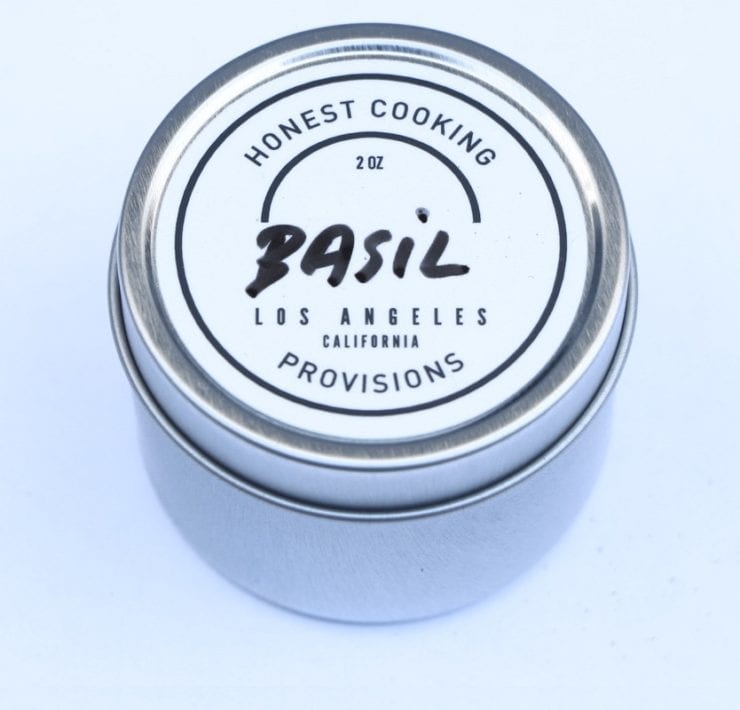 HONEST COOKING
2 OZ
BASiL
LOS ANGELES
CALIFORNIA
PROVISIONS